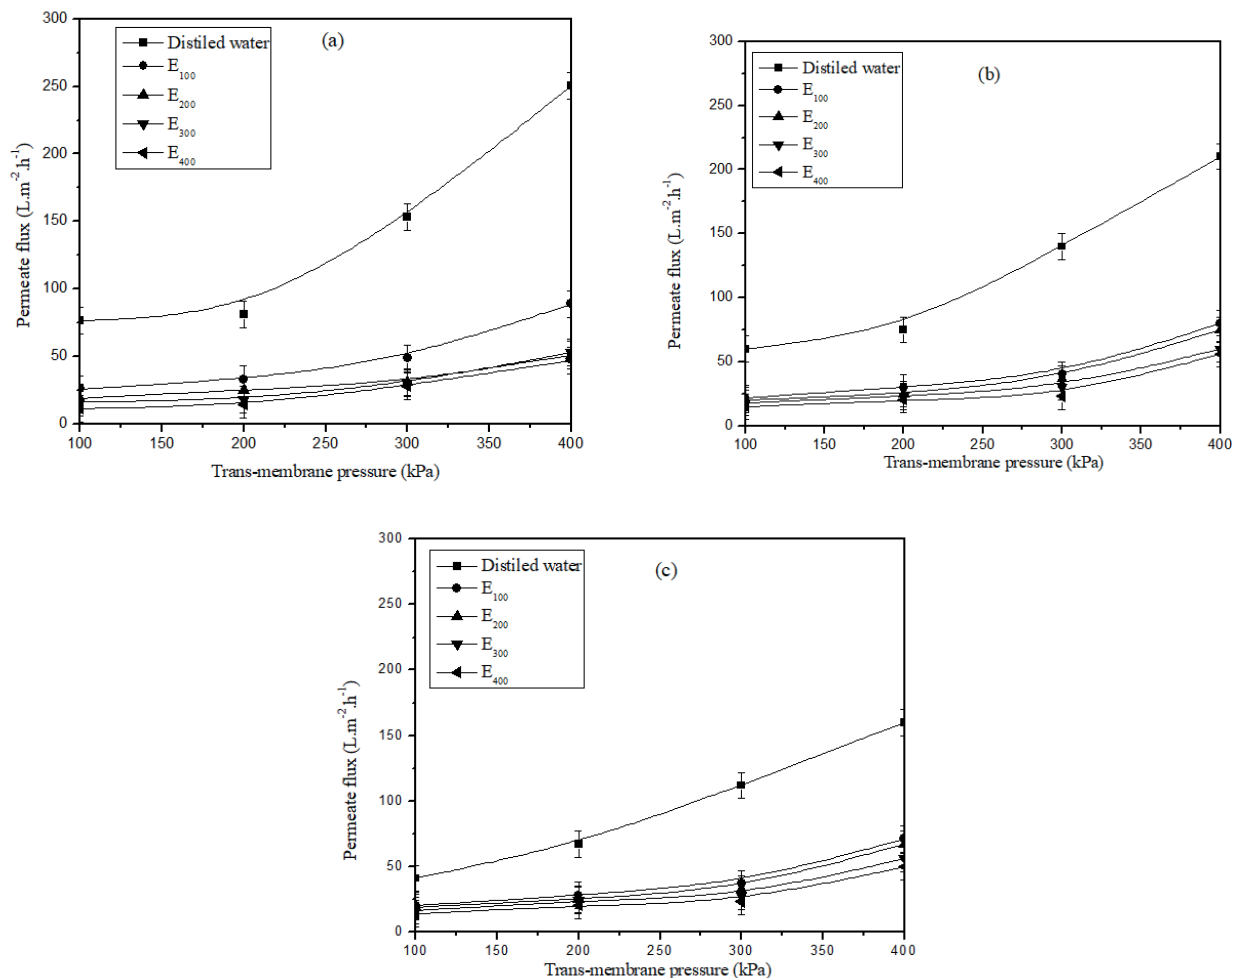 300
250
200
150
100
50
0
Permeate flux (L.m-2.h-1)
Distiled water
E100
E200
E300
E400
(a)
100 150 200 250 300 350 400
Trans-membrane pressure (kPa)
300
250
200
150
100
50
0
Permeate flux (L.m-2.h-1)
Distiled water
E100
E200
E300
E400
(b)
100 150 200 250 300 350 400
Trans-membrane pressure (kPa)
300
250
200
150
100
50
0
Permeate flux (L.m-2.h-1)
Distiled water
E100
E200
E300
E400
(c)
100 150 200 250 300 350 400
Trans-membrane pressure (kPa)